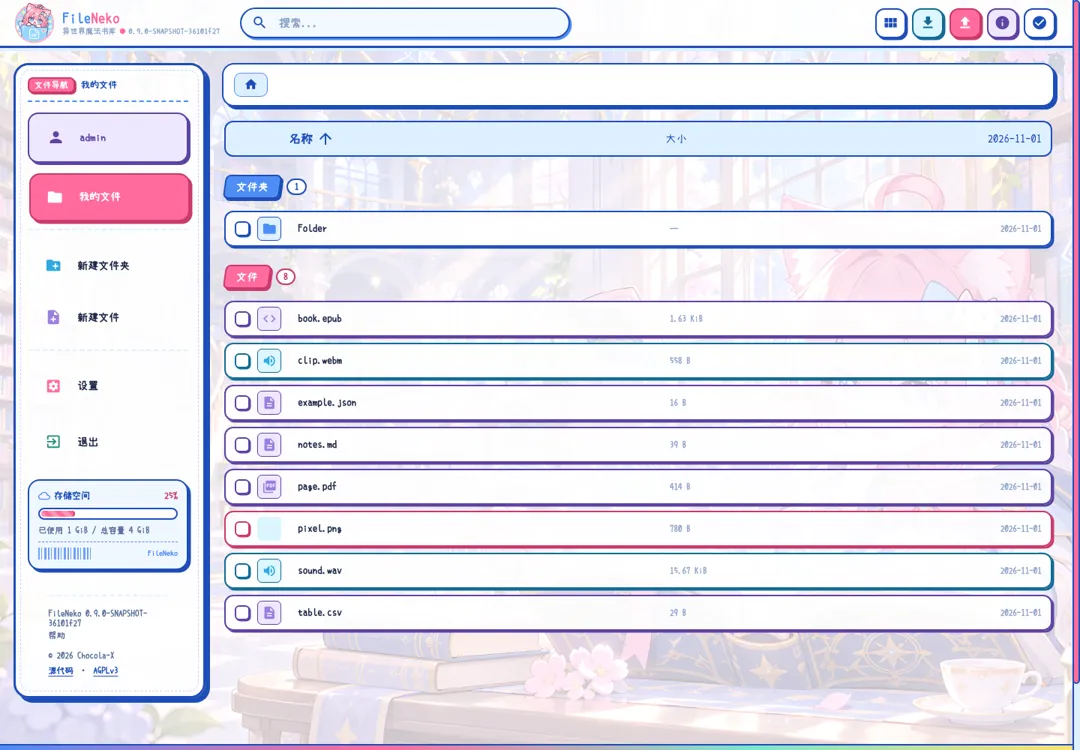 FileNeko
异世界魔法书库 ● 0.9.0-SNAPSHOT-36101f27
搜索...
文件导航 我的文件
admin
我的文件
新建文件夹
新建文件
设置
退出
存储空间 25%
已使用 1 GiB / 总容量 4 GiB
FileNeko
FileNeko 0.9.0-SNAPSHOT-
36101f27
帮助
© 2026 Chocola-X
源代码 · AGPLv3
名称 ↑ 大小 2026-11-01
文件夹 1
Folder — 2026-11-01
文件 8
book.epub 1.63 KiB 2026-11-01
clip.webm 558 B 2026-11-01
example.json 16 B 2026-11-01
notes.md 39 B 2026-11-01
PDF page.pdf 414 B 2026-11-01
pixel.png 780 B 2026-11-01
sound.wav 15.67 KiB 2026-11-01
table.csv 29 B 2026-11-01